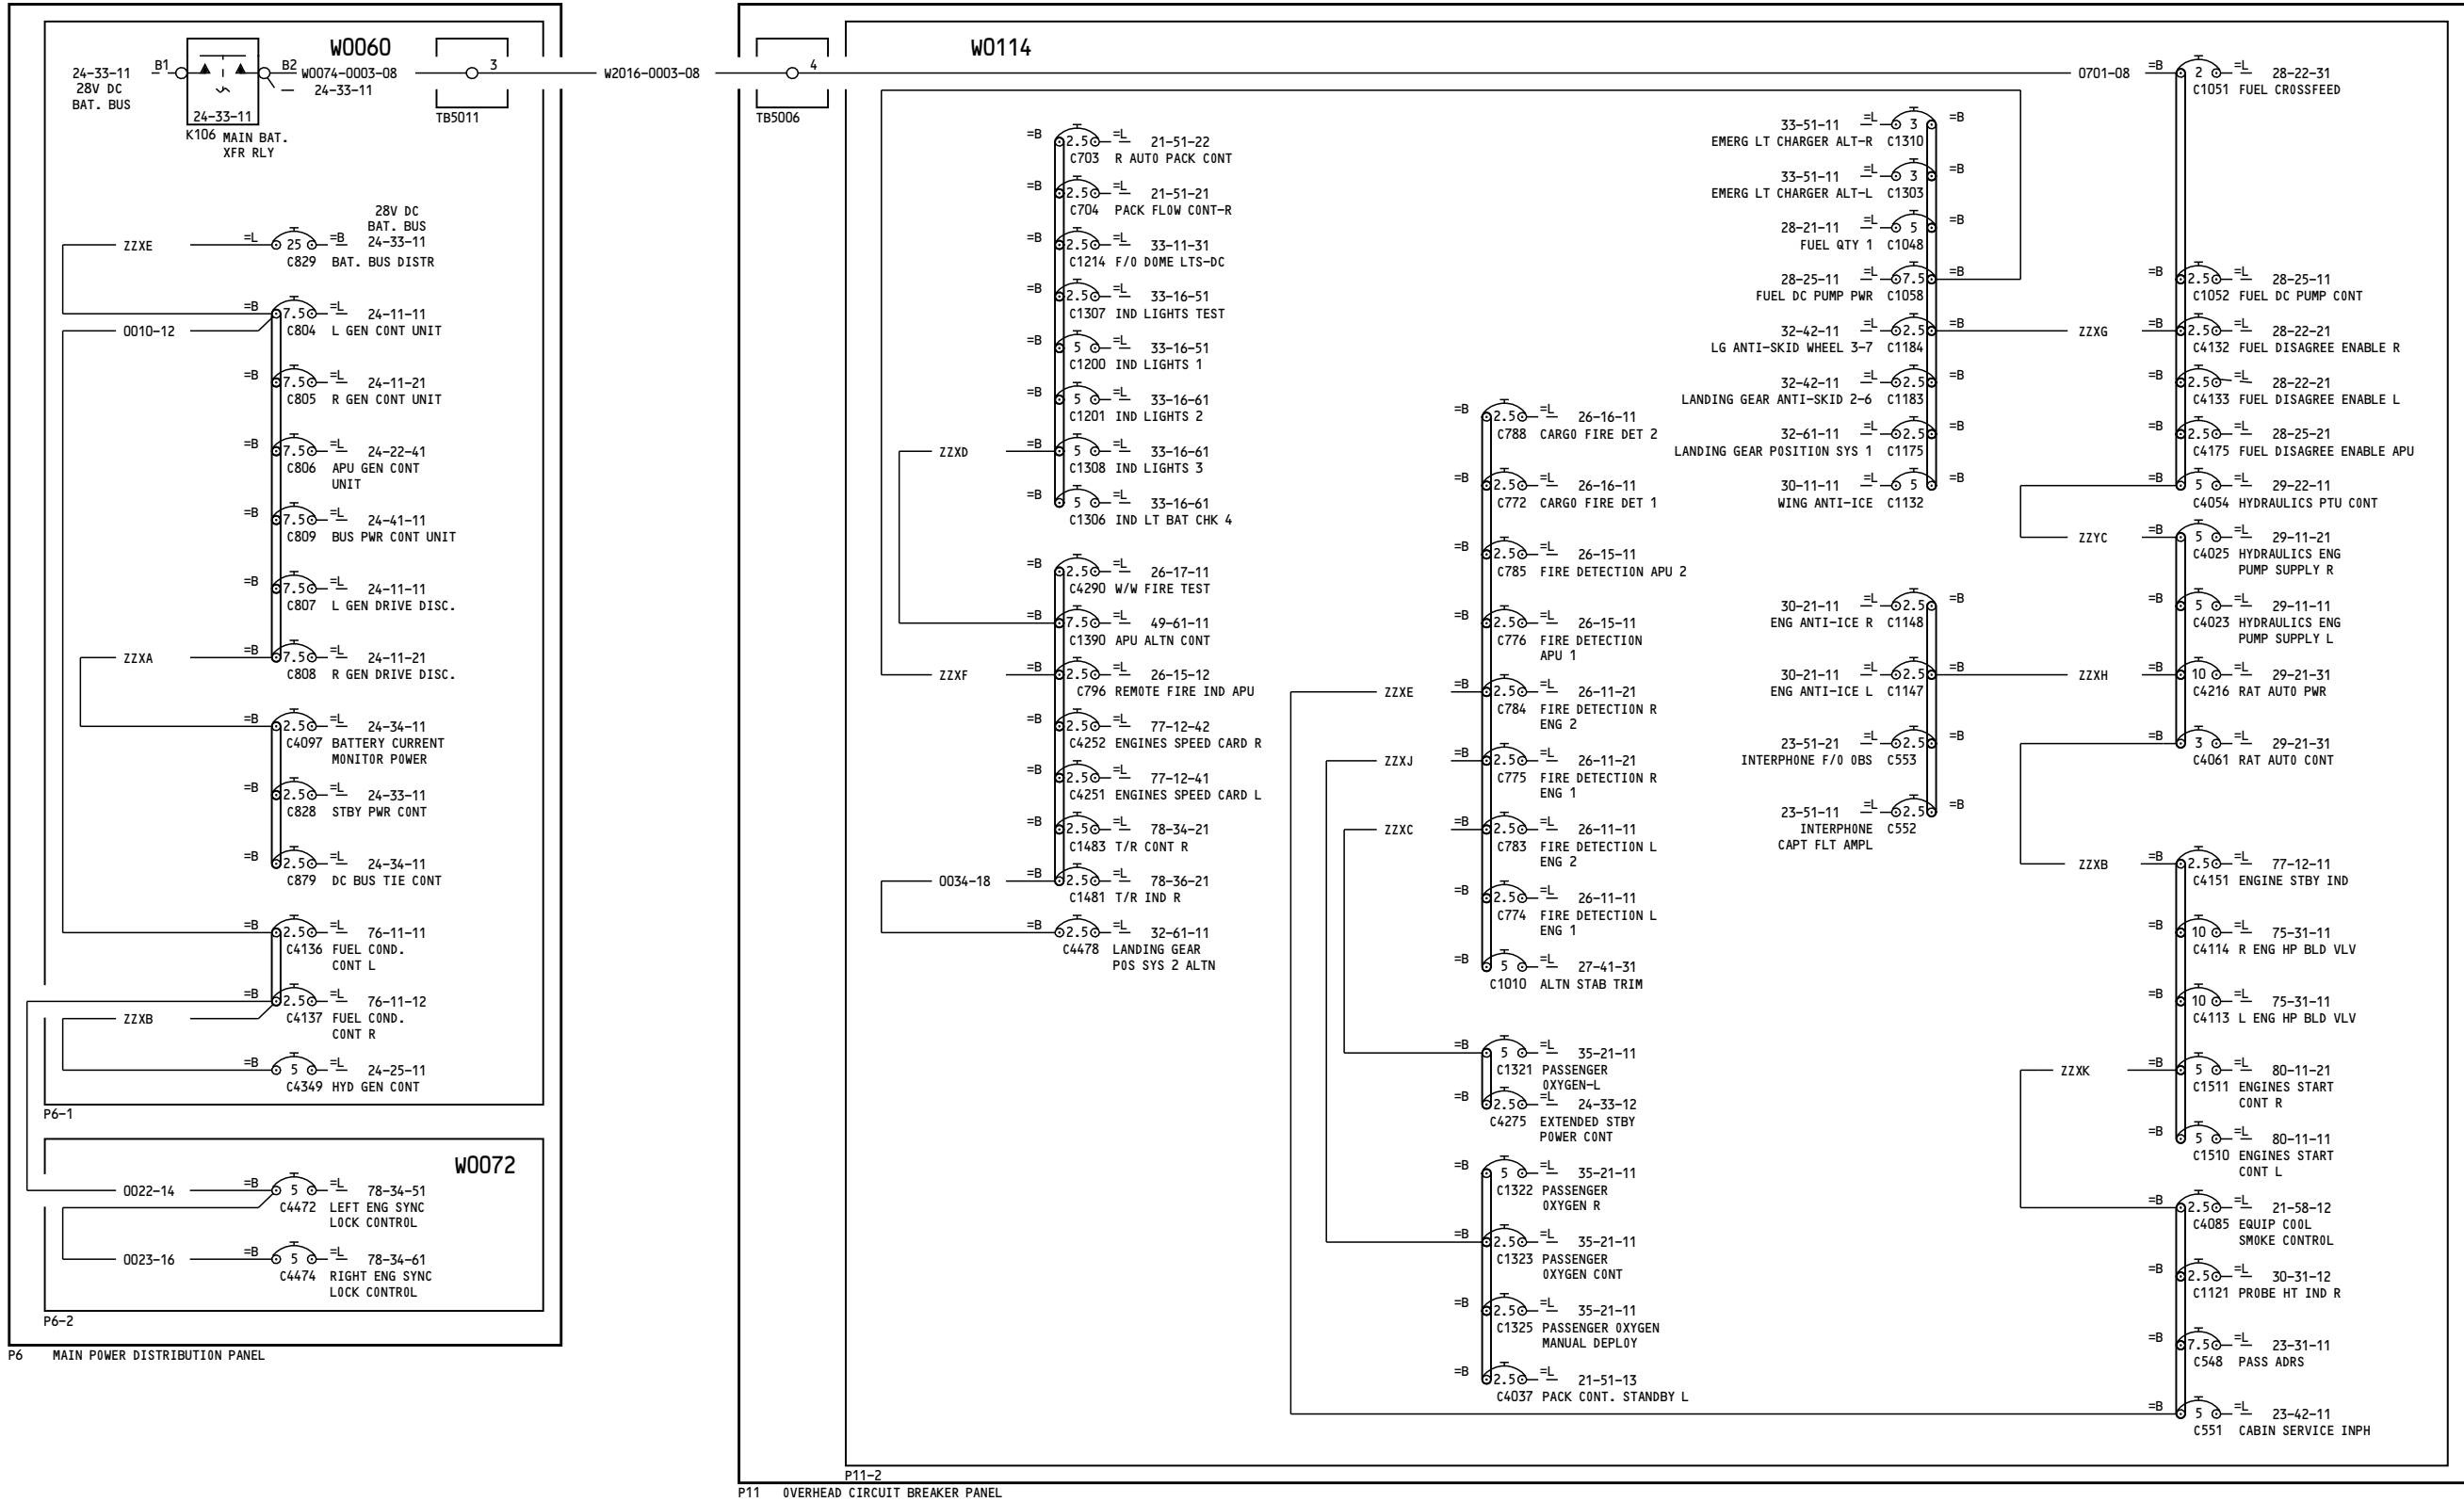 W0060
24-33-11
28V DC
BAT. BUS
B1
B2
W0074-0003-08
24-33-11
24-33-11
K106 MAIN BAT.
XFR RLY
3
TB5011
W2016-0003-08
28V DC
BAT. BUS
ZZXE =L 25 =B 24-33-11
C829 BAT. BUS DISTR
=B 7.5 =L 24-11-11
0010-12 C804 L GEN CONT UNIT
=B 7.5 =L 24-11-21
C805 R GEN CONT UNIT
=B 7.5 =L 24-22-41
C806 APU GEN CONT
UNIT
=B 7.5 =L 24-41-11
C809 BUS PWR CONT UNIT
=B 7.5 =L 24-11-11
C807 L GEN DRIVE DISC.
ZZXA =B 7.5 =L 24-11-21
C808 R GEN DRIVE DISC.
=B 2.5 =L 24-34-11
C4097 BATTERY CURRENT
MONITOR POWER
=B 2.5 =L 24-33-11
C828 STBY PWR CONT
=B 2.5 =L 24-34-11
C879 DC BUS TIE CONT
=B 2.5 =L 76-11-11
C4136 FUEL COND.
CONT L
=B 2.5 =L 76-11-12
ZZXB C4137 FUEL COND.
CONT R
=B 5 =L 24-25-11
C4349 HYD GEN CONT
P6-1
W0072
0022-14 =B 5 =L 78-34-51
C4472 LEFT ENG SYNC
LOCK CONTROL
0023-16 =B 5 =L 78-34-61
C4474 RIGHT ENG SYNC
LOCK CONTROL
P6-2
P6 MAIN POWER DISTRIBUTION PANEL
4
TB5006
W0114
=B 2.5 =L 21-51-22
C703 R AUTO PACK CONT
=B 2.5 =L 21-51-21
C704 PACK FLOW CONT-R
=B 2.5 =L 33-11-31
C1214 F/O DOME LTS-DC
=B 2.5 =L 33-16-51
C1307 IND LIGHTS TEST
=B 5 =L 33-16-51
C1200 IND LIGHTS 1
=B 5 =L 33-16-61
C1201 IND LIGHTS 2
ZZXD =B 5 =L 33-16-61
C1308 IND LIGHTS 3
=B 5 =L 33-16-61
C1306 IND LT BAT CHK 4
=B 2.5 =L 26-17-11
C4290 W/W FIRE TEST
=B 7.5 =L 49-61-11
C1390 APU ALTN CONT
ZZXF =B 2.5 =L 26-15-12
C796 REMOTE FIRE IND APU
=B 2.5 =L 77-12-42
C4252 ENGINES SPEED CARD R
=B 2.5 =L 77-12-41
C4251 ENGINES SPEED CARD L
=B 2.5 =L 78-34-21
C1483 T/R CONT R
0034-18 =B 2.5 =L 78-36-21
C1481 T/R IND R
=B 2.5 =L 32-61-11
C4478 LANDING GEAR
POS SYS 2 ALTN
=B 2.5 =L 26-16-11
C788 CARGO FIRE DET 2
=B 2.5 =L 26-16-11
C772 CARGO FIRE DET 1
=B 2.5 =L 26-15-11
C785 FIRE DETECTION APU 2
=B 2.5 =L 26-15-11
C776 FIRE DETECTION
APU 1
ZZXE =B 2.5 =L 26-11-21
C784 FIRE DETECTION R
ENG 2
ZZXJ =B 2.5 =L 26-11-21
C775 FIRE DETECTION R
ENG 1
ZZXC =B 2.5 =L 26-11-11
C783 FIRE DETECTION L
ENG 2
=B 2.5 =L 26-11-11
C774 FIRE DETECTION L
ENG 1
=B 5 =L 27-41-31
C1010 ALTN STAB TRIM
=B 5 =L 35-21-11
C1321 PASSENGER
OXYGEN-L
=B 2.5 =L 24-33-12
C4275 EXTENDED STBY
POWER CONT
=B 5 =L 35-21-11
C1322 PASSENGER
OXYGEN R
=B 2.5 =L 35-21-11
C1323 PASSENGER
OXYGEN CONT
=B 2.5 =L 35-21-11
C1325 PASSENGER OXYGEN
MANUAL DEPLOY
=B 2.5 =L 21-51-13
C4037 PACK CONT. STANDBY L
33-51-11 =L 3 =B
EMERG LT CHARGER ALT-R C1310
33-51-11 =L 3 =B
EMERG LT CHARGER ALT-L C1303
28-21-11 =L 5 =B
FUEL QTY 1 C1048
28-25-11 =L 7.5 =B
FUEL DC PUMP PWR C1058
32-42-11 =L 2.5 =B
LG ANTI-SKID WHEEL 3-7 C1184
32-42-11 =L 2.5 =B
LANDING GEAR ANTI-SKID 2-6 C1183
32-61-11 =L 2.5 =B
LANDING GEAR POSITION SYS 1 C1175
30-11-11 =L 5 =B
WING ANTI-ICE C1132
30-21-11 =L 2.5 =B
ENG ANTI-ICE R C1148
30-21-11 =L 2.5 =B
ENG ANTI-ICE L C1147
23-51-21 =L 2.5 =B
INTERPHONE F/O OBS C553
23-51-11 =L 2.5 =B
INTERPHONE C552
CAPT FLT AMPL
0701-08 =B 2 =L 28-22-31
C1051 FUEL CROSSFEED
=B 2.5 =L 28-25-11
C1052 FUEL DC PUMP CONT
ZZXG =B 2.5 =L 28-22-21
C4132 FUEL DISAGREE ENABLE R
=B 2.5 =L 28-22-21
C4133 FUEL DISAGREE ENABLE L
=B 2.5 =L 28-25-21
C4175 FUEL DISAGREE ENABLE APU
=B 5 =L 29-22-11
C4054 HYDRAULICS PTU CONT
ZZYC =B 5 =L 29-11-21
C4025 HYDRAULICS ENG
PUMP SUPPLY R
=B 5 =L 29-11-11
C4023 HYDRAULICS ENG
PUMP SUPPLY L
ZZXH =B 10 =L 29-21-31
C4216 RAT AUTO PWR
=B 3 =L 29-21-31
C4061 RAT AUTO CONT
ZZXB =B 2.5 =L 77-12-11
C4151 ENGINE STBY IND
=B 10 =L 75-31-11
C4114 R ENG HP BLD VLV
=B 10 =L 75-31-11
C4113 L ENG HP BLD VLV
ZZXK =B 5 =L 80-11-21
C1511 ENGINES START
CONT R
=B 5 =L 80-11-11
C1510 ENGINES START
CONT L
=B 2.5 =L 21-58-12
C4085 EQUIP COOL
SMOKE CONTROL
=B 2.5 =L 30-31-12
C1121 PROBE HT IND R
=B 7.5 =L 23-31-11
C548 PASS ADRS
=B 5 =L 23-42-11
C551 CABIN SERVICE INPH
P11-2
P11 OVERHEAD CIRCUIT BREAKER PANEL